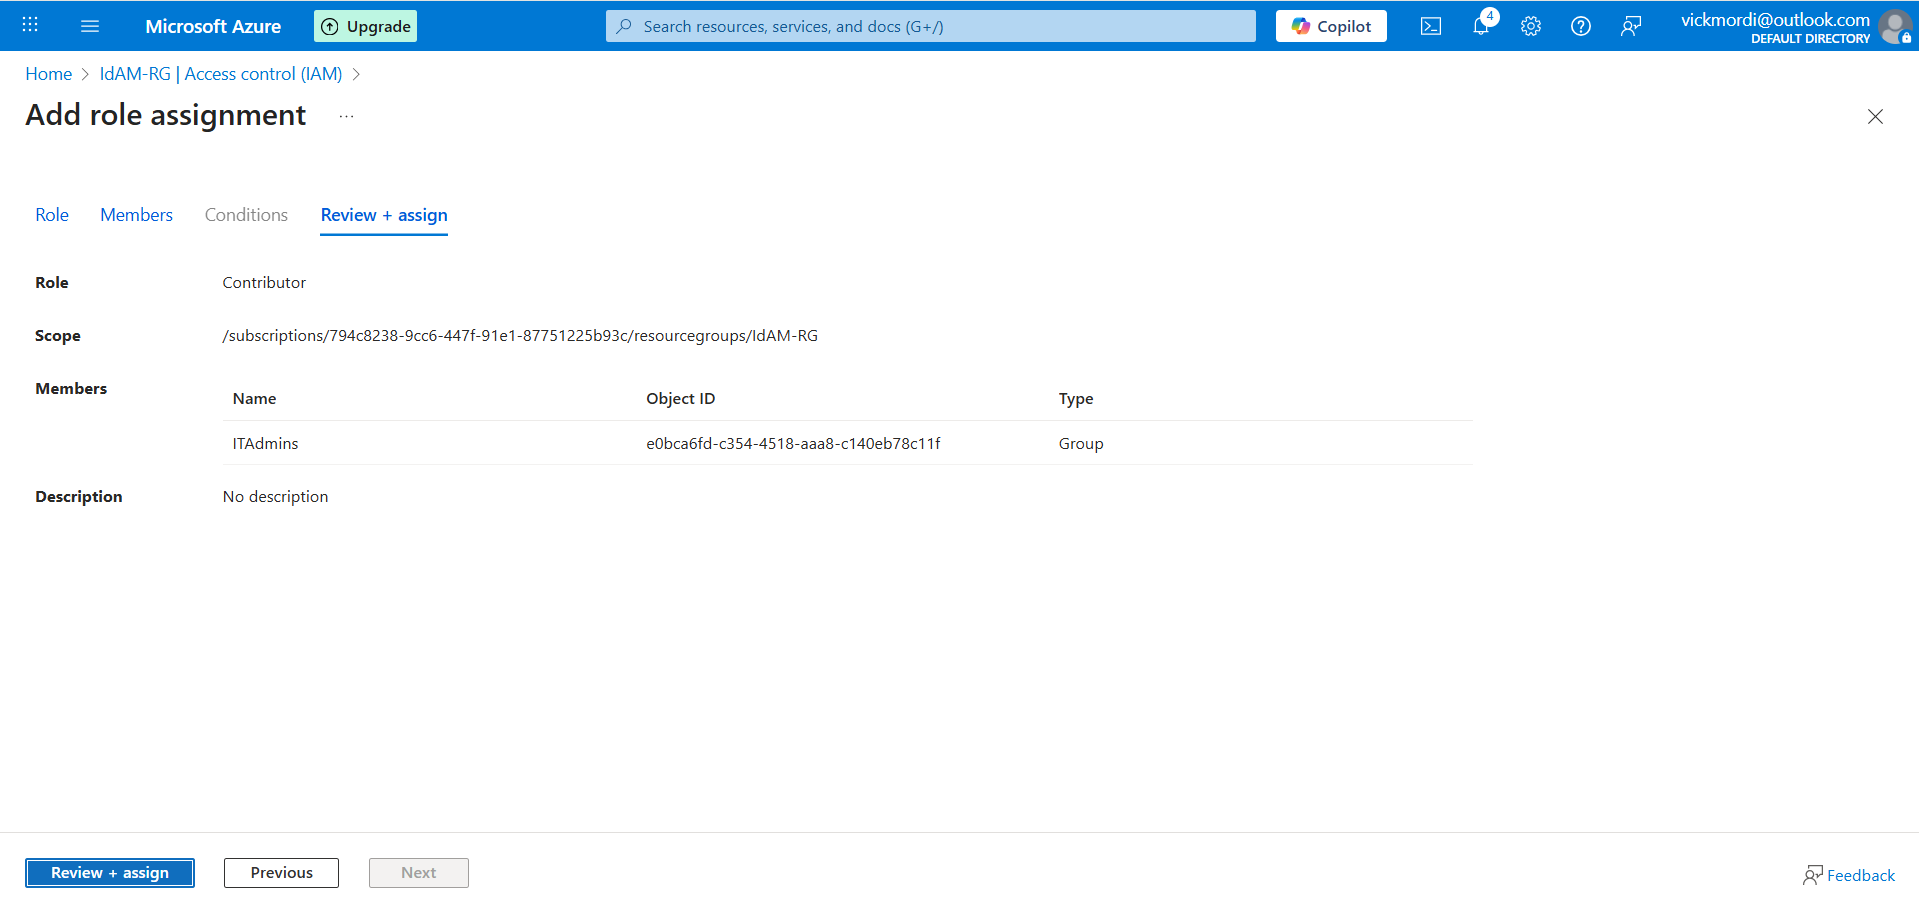 Microsoft Azure
Upgrade
Search resources, services, and docs (G+/)
Copilot
4
vickmordi@outlook.com
DEFAULT DIRECTORY
Home > IdAM-RG | Access control (IAM) >
Add role assignment ...
Role Members Conditions Review + assign
Role Contributor
Scope /subscriptions/794c8238-9cc6-447f-91e1-87751225b93c/resourcegroups/IdAM-RG
Members
Name Object ID Type
ITAdmins e0bca6fd-c354-4518-aaa8-c140eb78c11f Group
Description No description
Review + assign Previous Next
Feedback